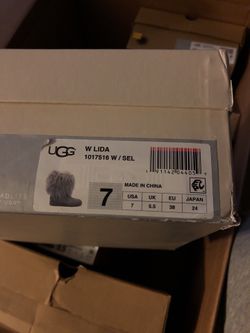 UGG
W LIDA
1017516 W / SEL
7
MADE IN CHINA
USA UK EU JAPAN
7 5.5 38 24